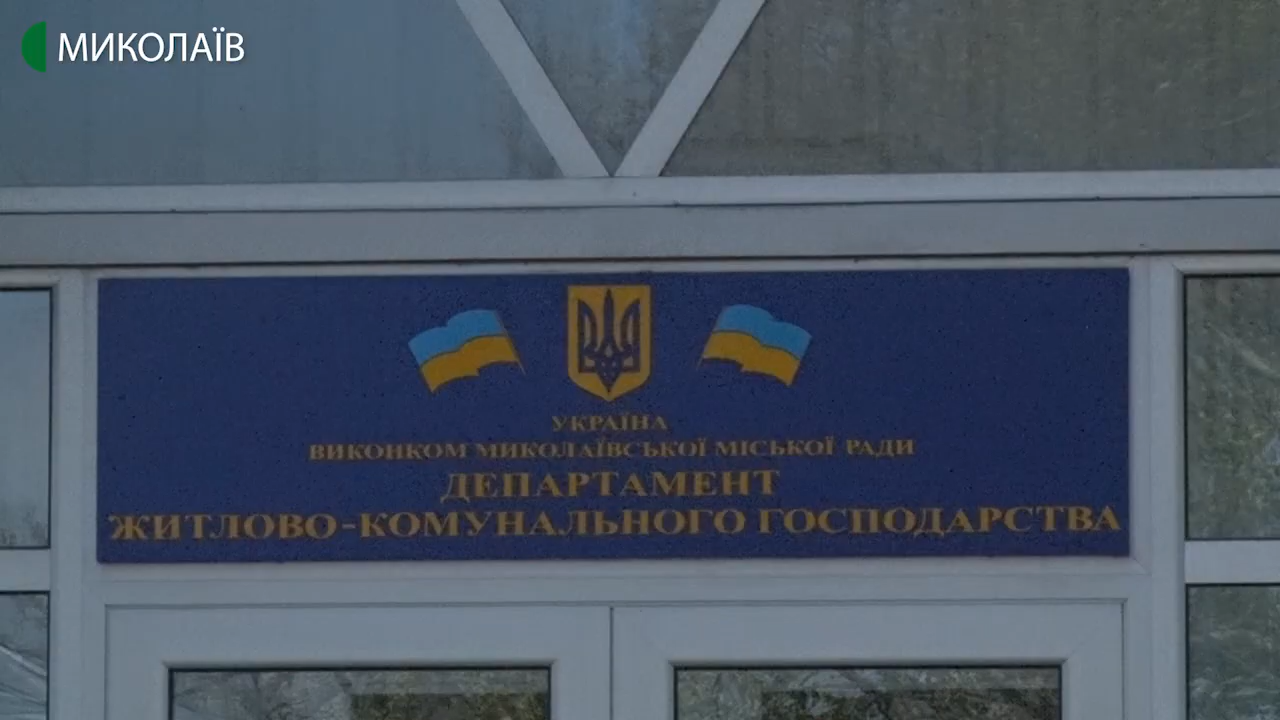 МИКОЛАЇВ
УКРАЇНА
ВИКОНКОМ МИКОЛАЇВСЬКОЇ МІСЬКОЇ РАДИ
ДЕПАРТАМЕНТ
ЖИТЛОВО-КОМУНАЛЬНОГО ГОСПОДАРСТВА